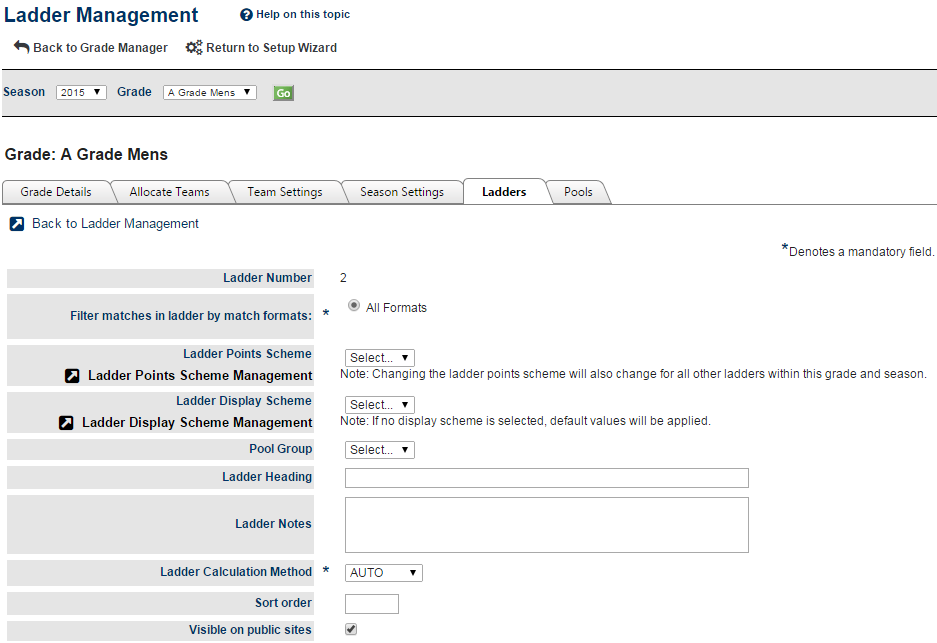 Ladder Management ? Help on this topic
Back to Grade Manager Return to Setup Wizard
Season 2015 Grade A Grade Mens Go
Grade: A Grade Mens
Grade Details Allocate Teams Team Settings Season Settings Ladders Pools
Back to Ladder Management
*Denotes a mandatory field.
Ladder Number 2
Filter matches in ladder by match formats: * All Formats
Ladder Points Scheme Select...
Ladder Points Scheme Management Note: Changing the ladder points scheme will also change for all other ladders within this grade and season.
Ladder Display Scheme Select...
Ladder Display Scheme Management Note: If no display scheme is selected, default values will be applied.
Pool Group Select...
Ladder Heading
Ladder Notes
Ladder Calculation Method * AUTO
Sort order
Visible on public sites